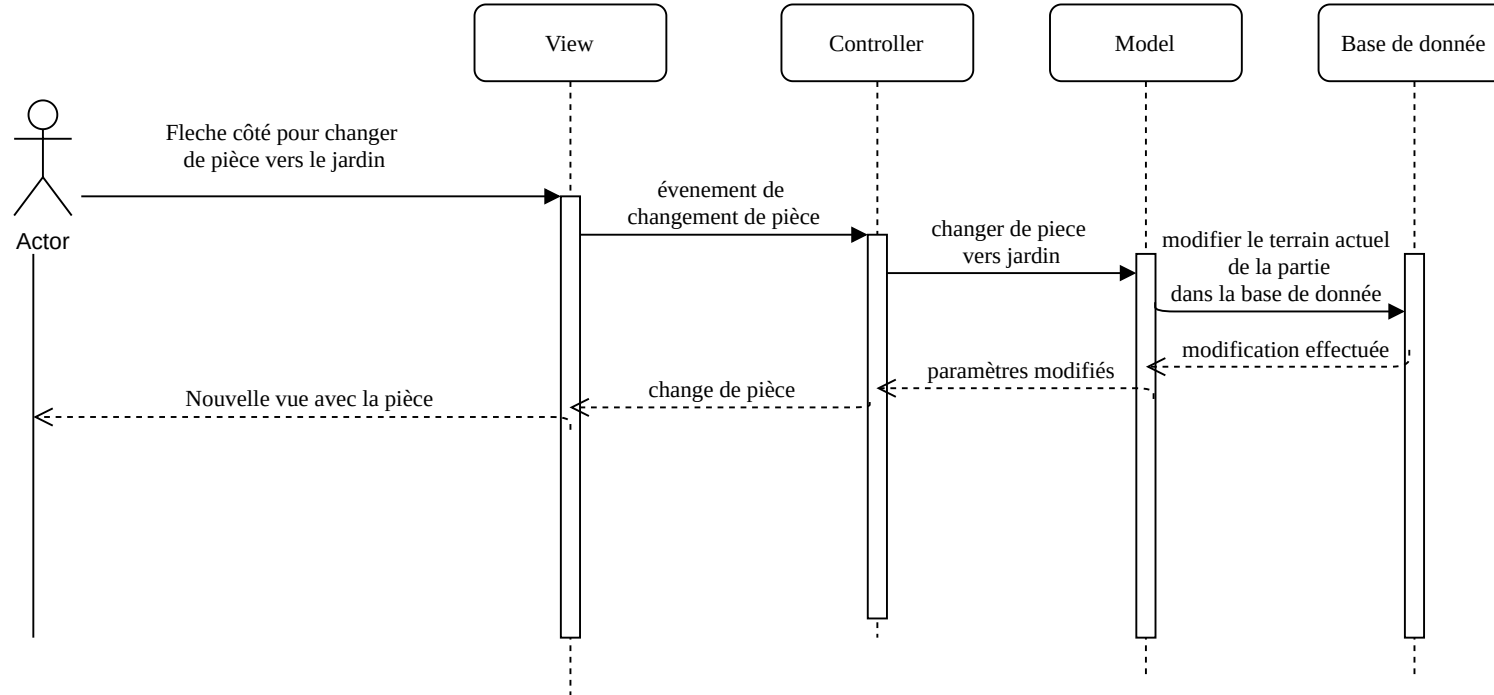 View
Controller
Model
Base de donnée
Fleche côté pour changer
de pièce vers le jardin
Actor
évenement de
changement de pièce
changer de piece
vers jardin
modifier le terrain actuel
de la partie
dans la base de donnée
modification effectuée
paramètres modifiés
change de pièce
Nouvelle vue avec la pièce